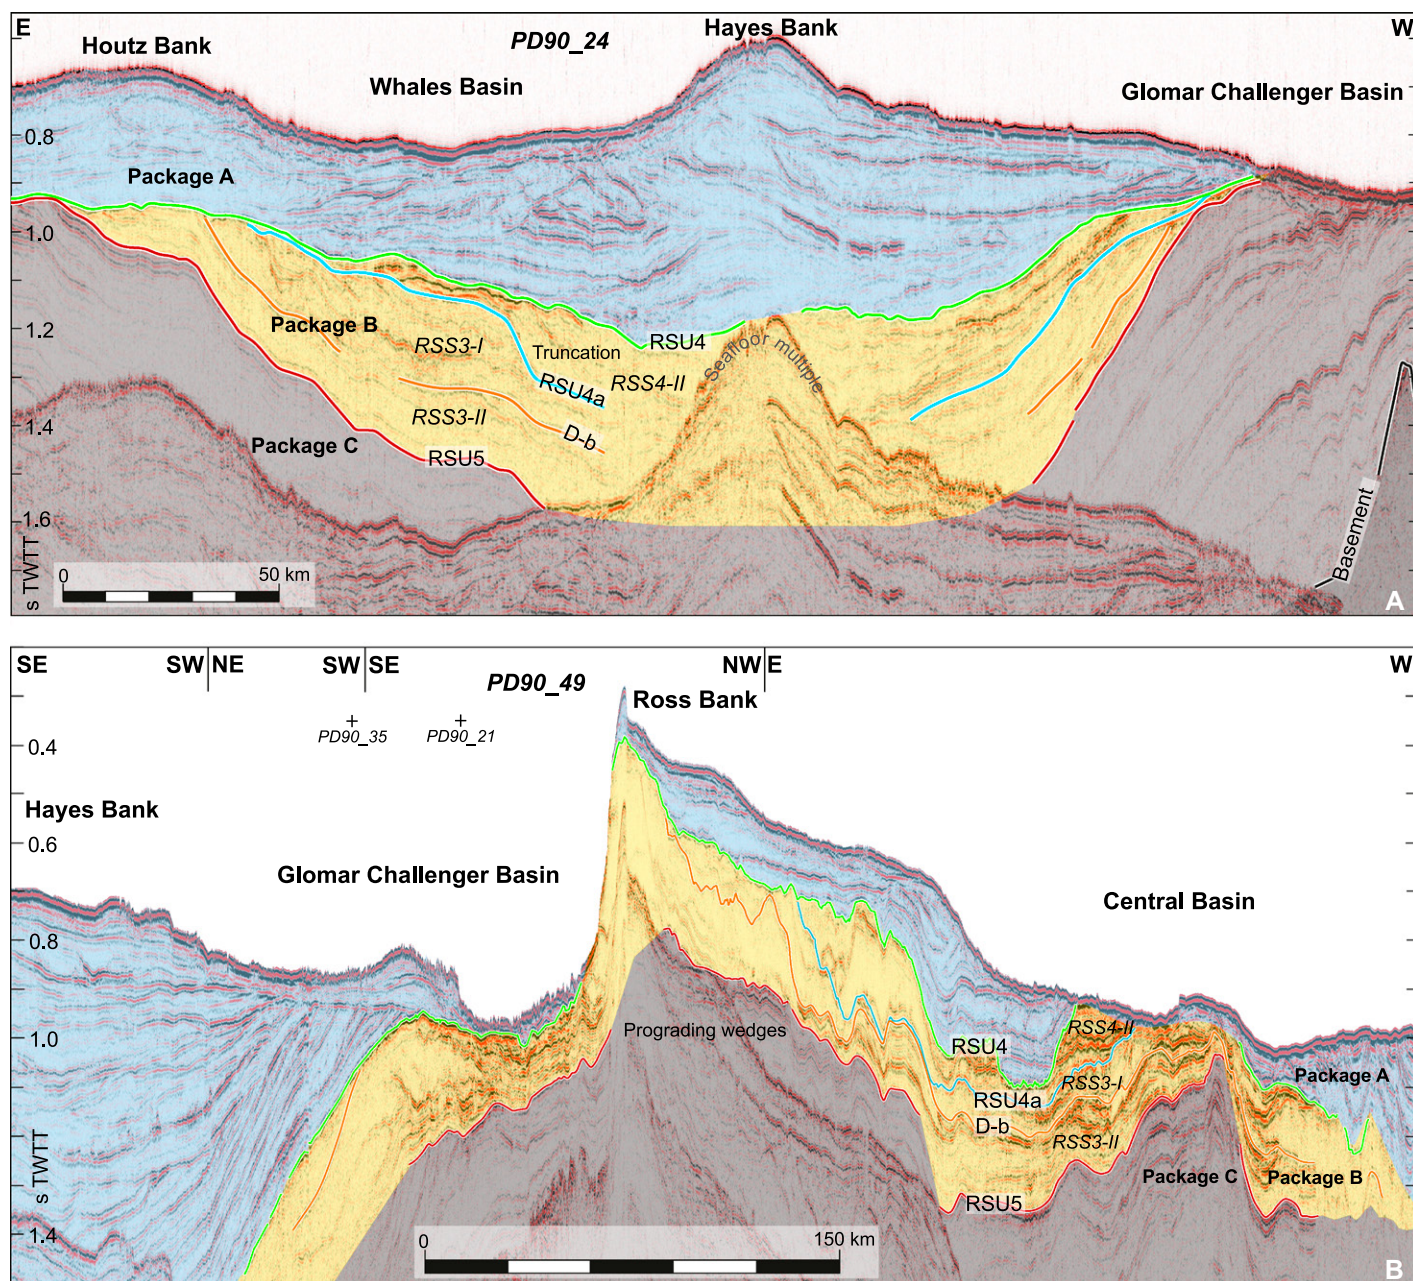 E
Houtz Bank
PD90_24
Hayes Bank
W
Whales Basin
Glomar Challenger Basin
0.8
Package A
1.0
Package B
1.2
RSS3-I
Truncation
RSU4
Seafloor multiple
RSU4a
RSS4-II
RSS3-II
D-b
1.4
Package C
RSU5
1.6
Basement
0
50 km
s TWTT
A
SE
SW
NE
SW
SE
PD90_49
NW
E
W
Ross Bank
+
+
PD90_35
PD90_21
0.4
Hayes Bank
0.6
Glomar Challenger Basin
Central Basin
0.8
1.0
Prograding wedges
RSU4
RSS4-II
RSS3-I
Package A
RSU4a
D-b
RSS3-II
s TWTT
Package C
Package B
RSU5
1.4
0
150 km
B